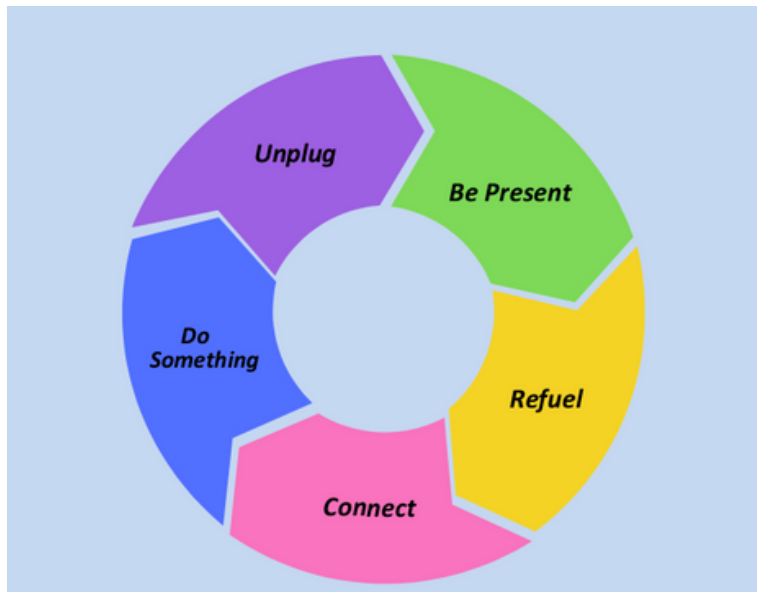 Unplug
Be Present
Refuel
Connect
Do
Something